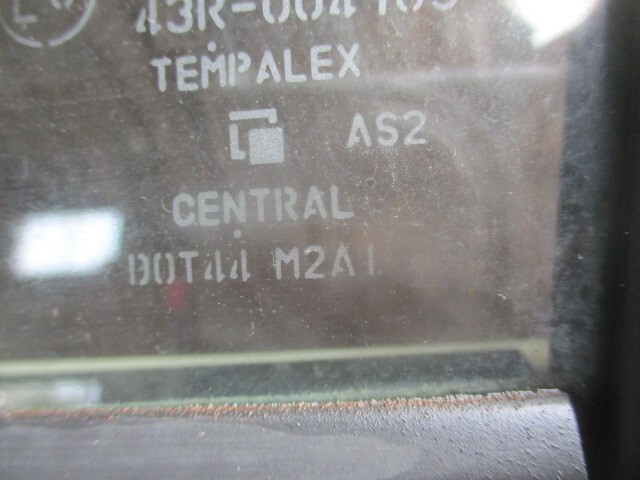 TEMPALEX
AS2
CENTRAL
DOT44 M2A1